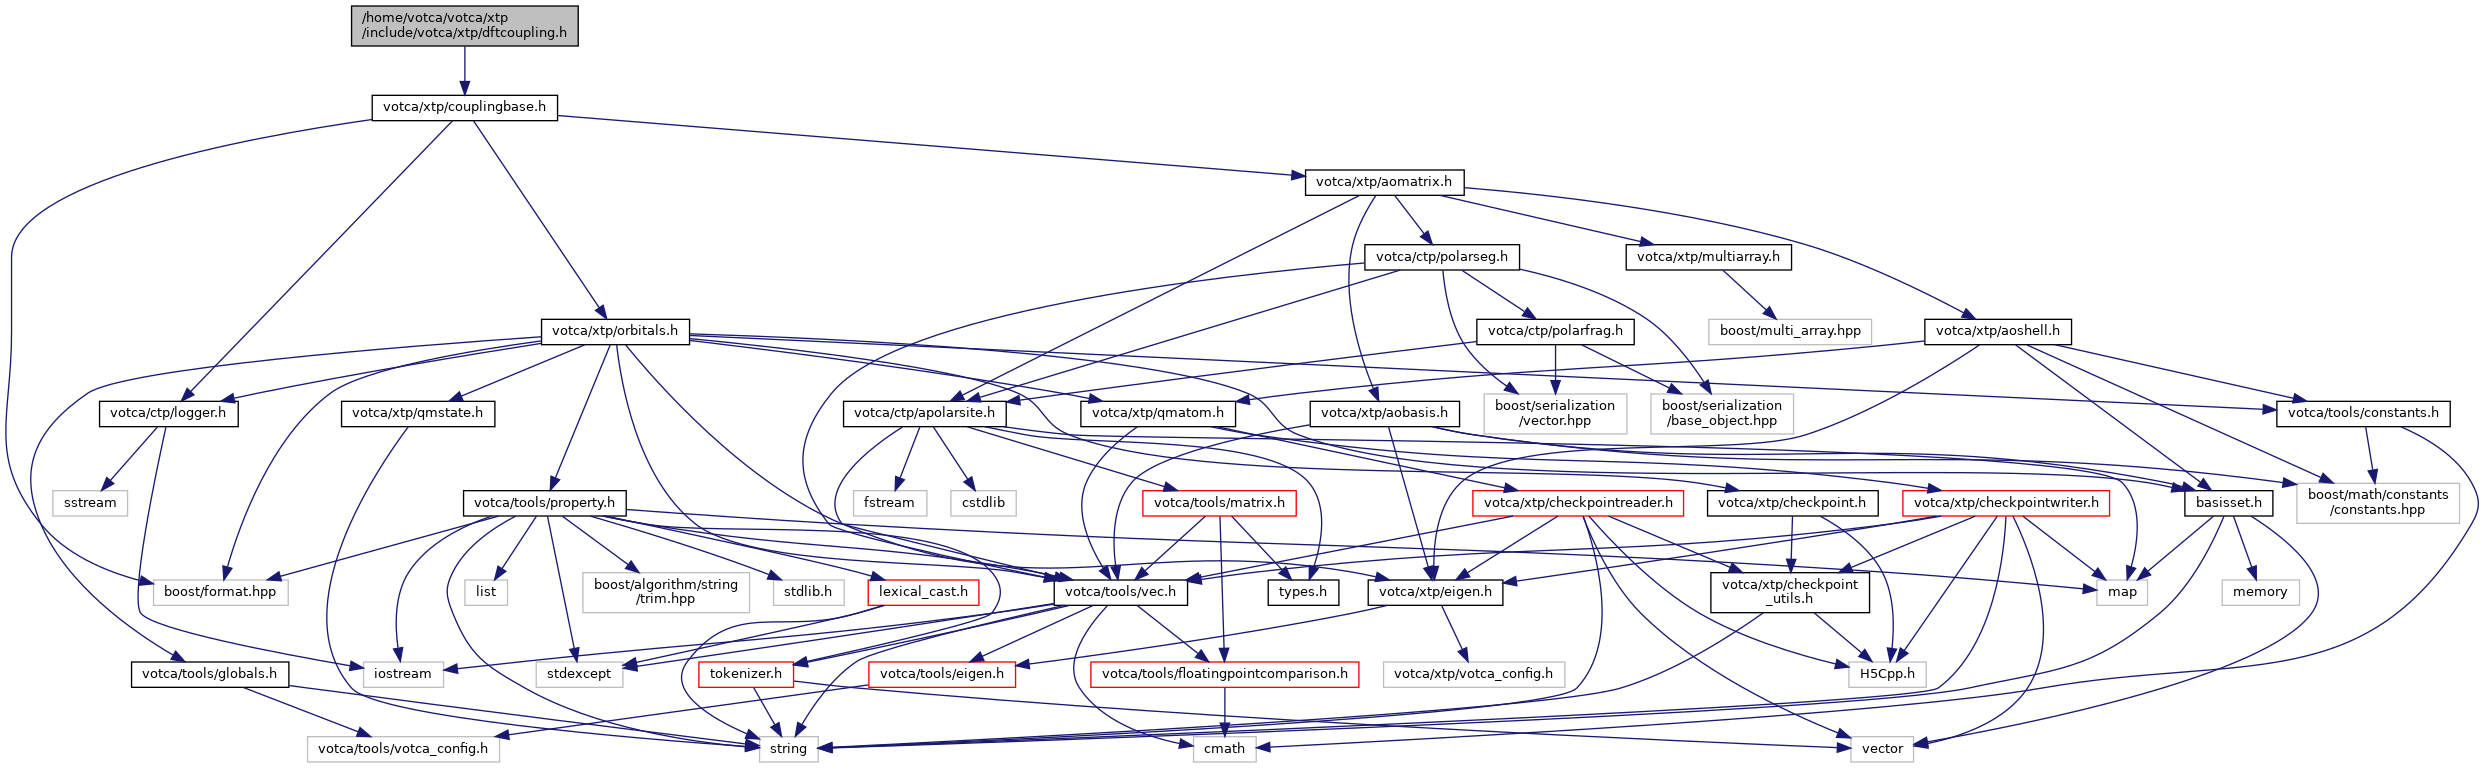 /home/votca/votca/xtp
/include/votca/xtp/dftcoupling.h
votca/xtp/couplingbase.h
votca/xtp/aomatrix.h
votca/ctp/polarseg.h
votca/xtp/multiarray.h
votca/xtp/orbitals.h
votca/ctp/polarfrag.h
boost/multi_array.hpp
votca/xtp/aoshell.h
votca/ctp/logger.h
votca/xtp/qmstate.h
votca/ctp/apolarsite.h
votca/xtp/qmatom.h
votca/xtp/aobasis.h
boost/serialization
/vector.hpp
boost/serialization
/base_object.hpp
votca/tools/constants.h
sstream
votca/tools/property.h
fstream
cstdlib
votca/tools/matrix.h
votca/xtp/checkpointreader.h
votca/xtp/checkpoint.h
votca/xtp/checkpointwriter.h
basisset.h
boost/math/constants
/constants.hpp
boost/format.hpp
list
boost/algorithm/string
/trim.hpp
stdlib.h
lexical_cast.h
votca/tools/vec.h
types.h
votca/xtp/eigen.h
votca/xtp/checkpoint
_utils.h
map
memory
votca/tools/globals.h
iostream
stdexcept
tokenizer.h
votca/tools/eigen.h
votca/tools/floatingpointcomparison.h
votca/xtp/votca_config.h
H5Cpp.h
votca/tools/votca_config.h
string
cmath
vector